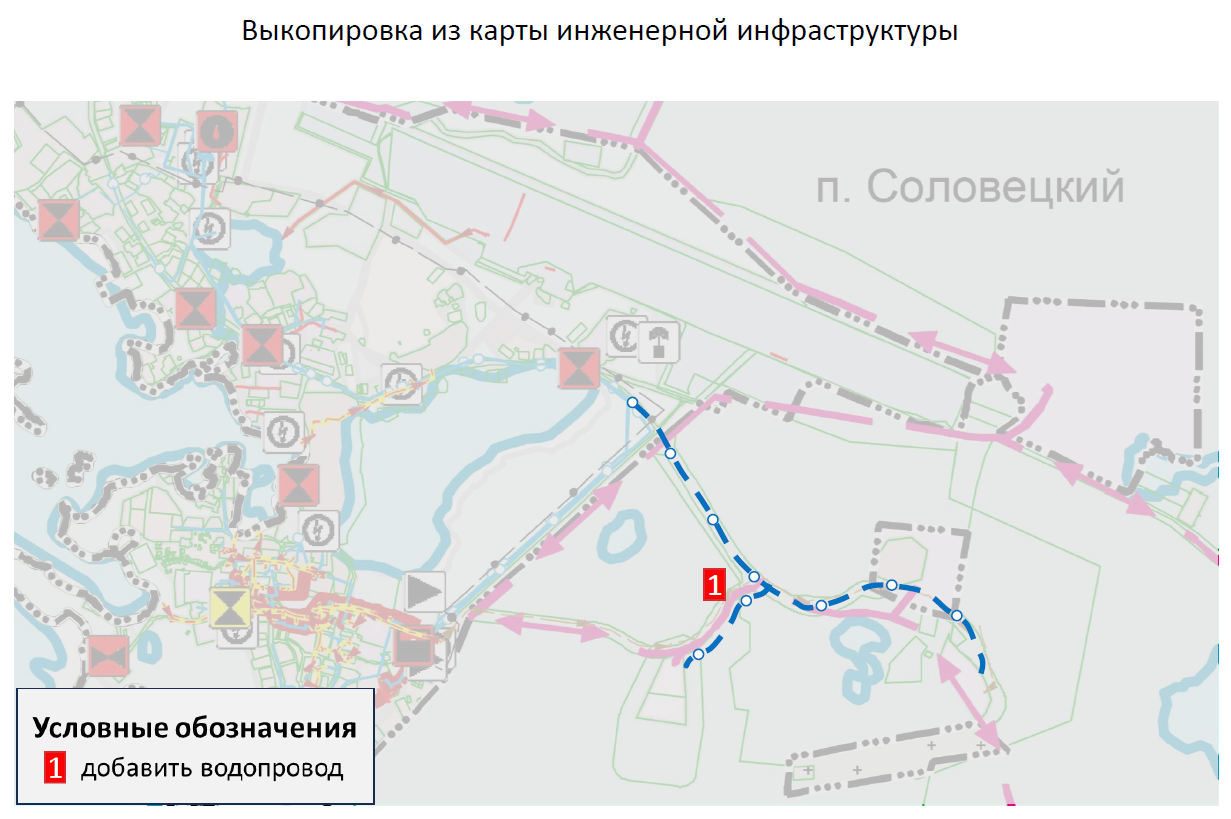 Выкопировка из карты инженерной инфраструктуры
п. Соловецкий
1
Условные обозначения
1 добавить водопровод